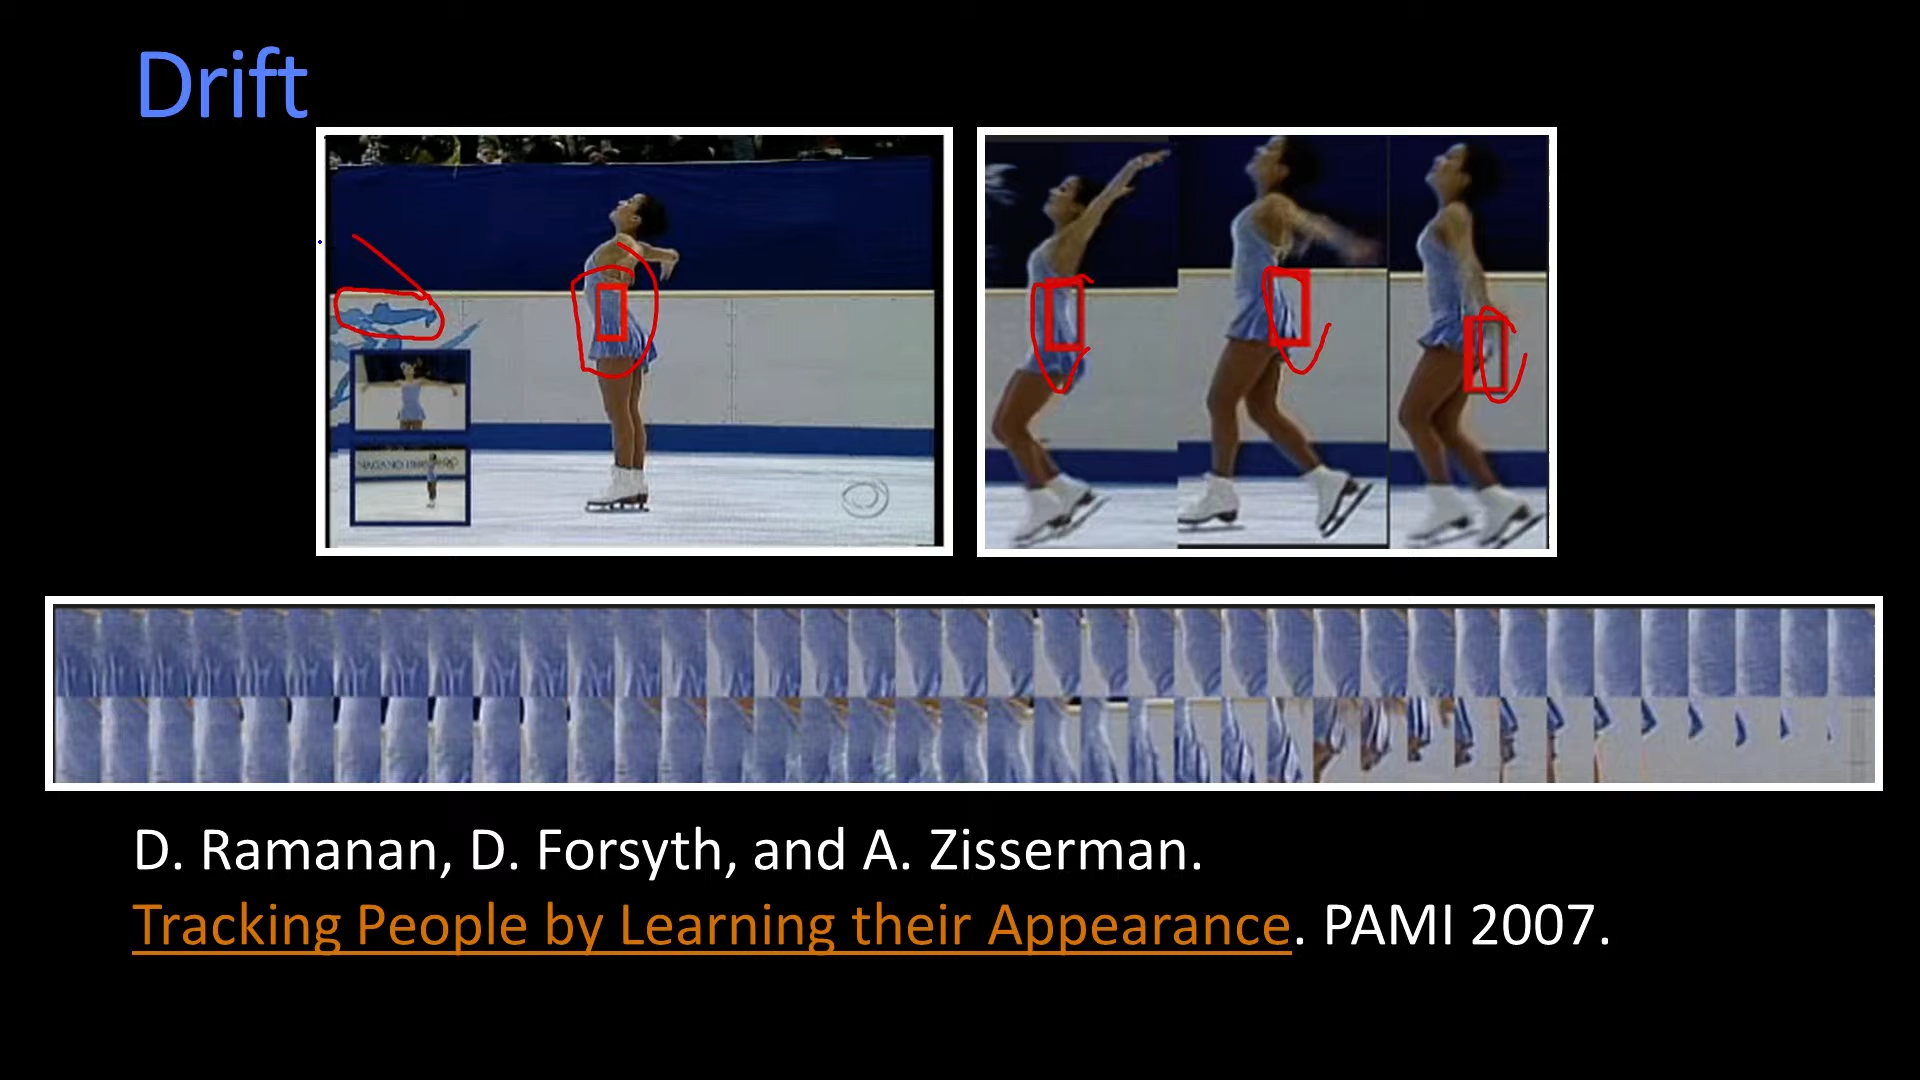 Drift
D. Ramanan, D. Forsyth, and A. Zisserman.
Tracking People by Learning their Appearance. PAMI 2007.